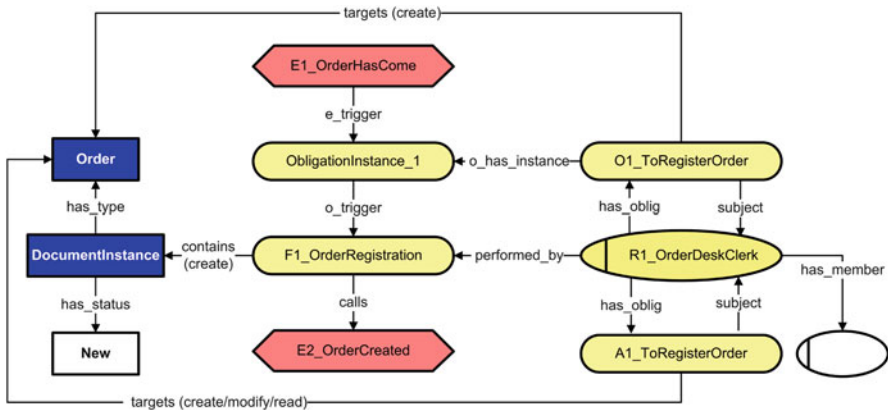 targets (create)
E1_OrderHasCome
e_trigger
Order
ObligationInstance_1
o_has_instance
O1_ToRegisterOrder
has_type
o_trigger
has_oblig
subject
DocumentInstance
contains
(create)
F1_OrderRegistration
performed_by
R1_OrderDeskClerk
has_member
has_status
calls
has_oblig
subject
New
E2_OrderCreated
A1_ToRegisterOrder
targets (create/modify/read)